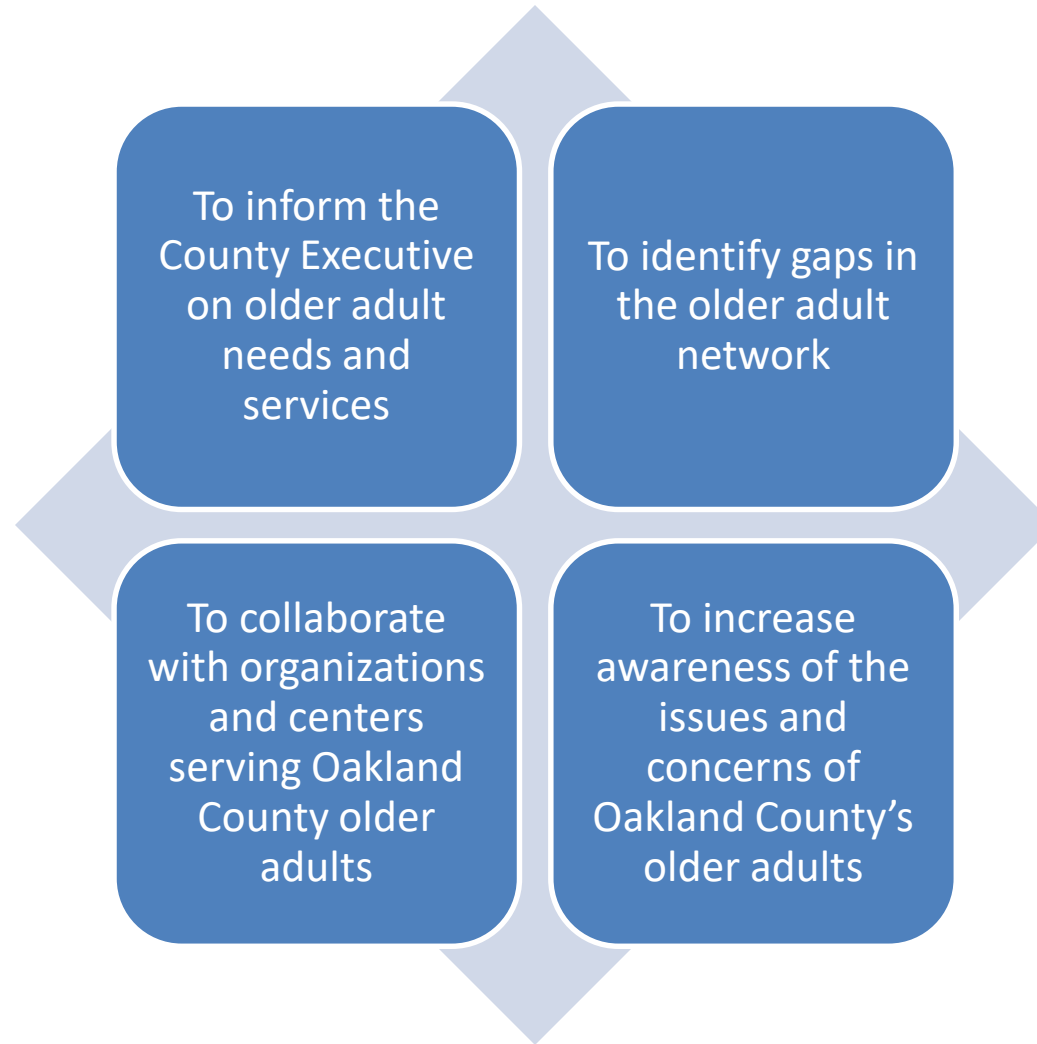 To inform the
County Executive
on older adult
needs and
services
To identify gaps in
the older adult
network
To collaborate
with organizations
and centers
serving Oakland
County older
adults
To increase
awareness of the
issues and
concerns of
Oakland County’s
older adults